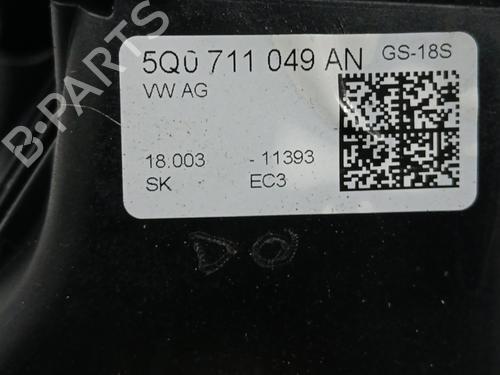 5Q0 711 049 AN GS-18S
VW AG
18.003 - 11393
SK EC3
B-PARTS